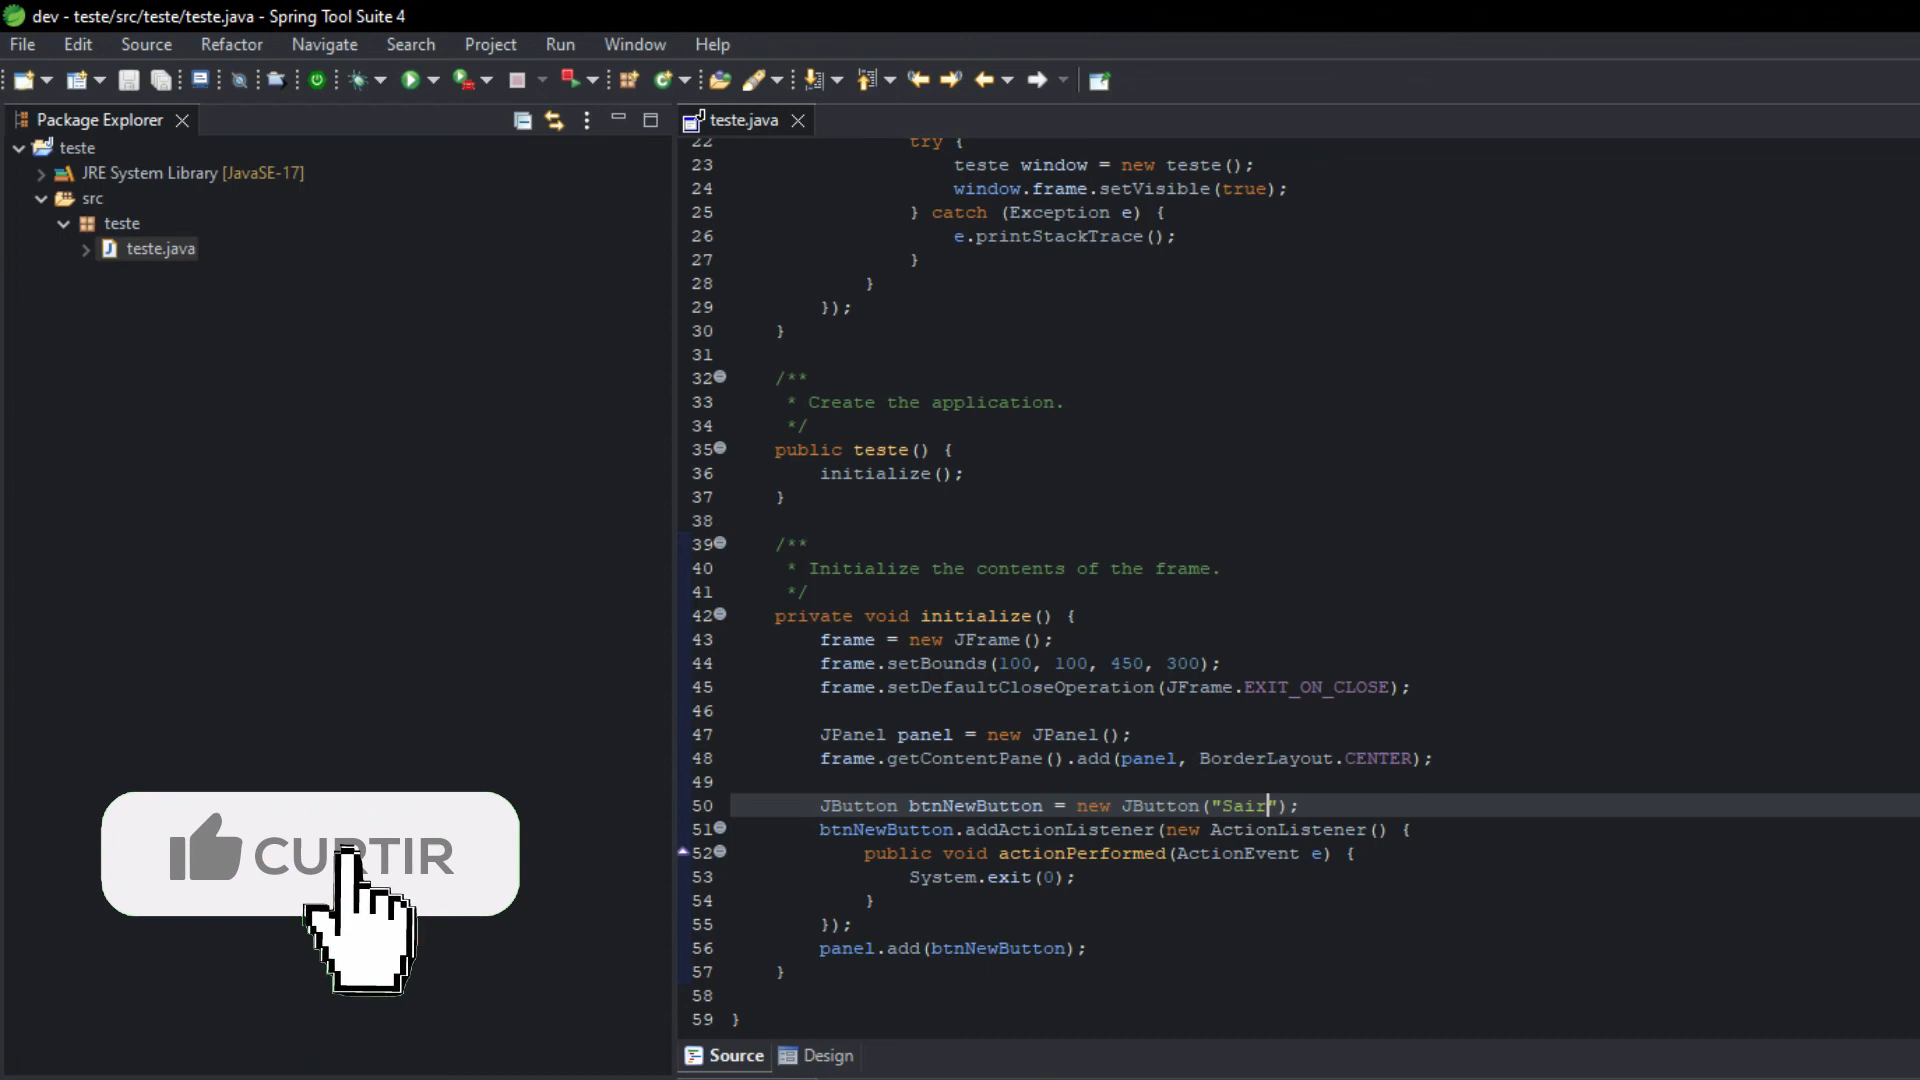 dev - teste/src/teste/teste.java - Spring Tool Suite 4
File Edit Source Refactor Navigate Search Project Run Window Help
Package Explorer
teste
JRE System Library [JavaSE-17]
src
teste
teste.java
teste.java
22 try {
23 teste window = new teste();
24 window.frame.setVisible(true);
25 } catch (Exception e) {
26 e.printStackTrace();
27 }
28 }
29 });
30 }
31
32 /**
33 * Create the application.
34 */
35 public teste() {
36 initialize();
37 }
38
39 /**
40 * Initialize the contents of the frame.
41 */
42 private void initialize() {
43 frame = new JFrame();
44 frame.setBounds(100, 100, 450, 300);
45 frame.setDefaultCloseOperation(JFrame.EXIT_ON_CLOSE);
46
47 JPanel panel = new JPanel();
48 frame.getContentPane().add(panel, BorderLayout.CENTER);
49
50 JButton btnNewButton = new JButton("Sair");
51 btnNewButton.addActionListener(new ActionListener() {
52 public void actionPerformed(ActionEvent e) {
53 System.exit(0);
54 }
55 });
56 panel.add(btnNewButton);
57 }
58
59 }
CURTIR
Source Design